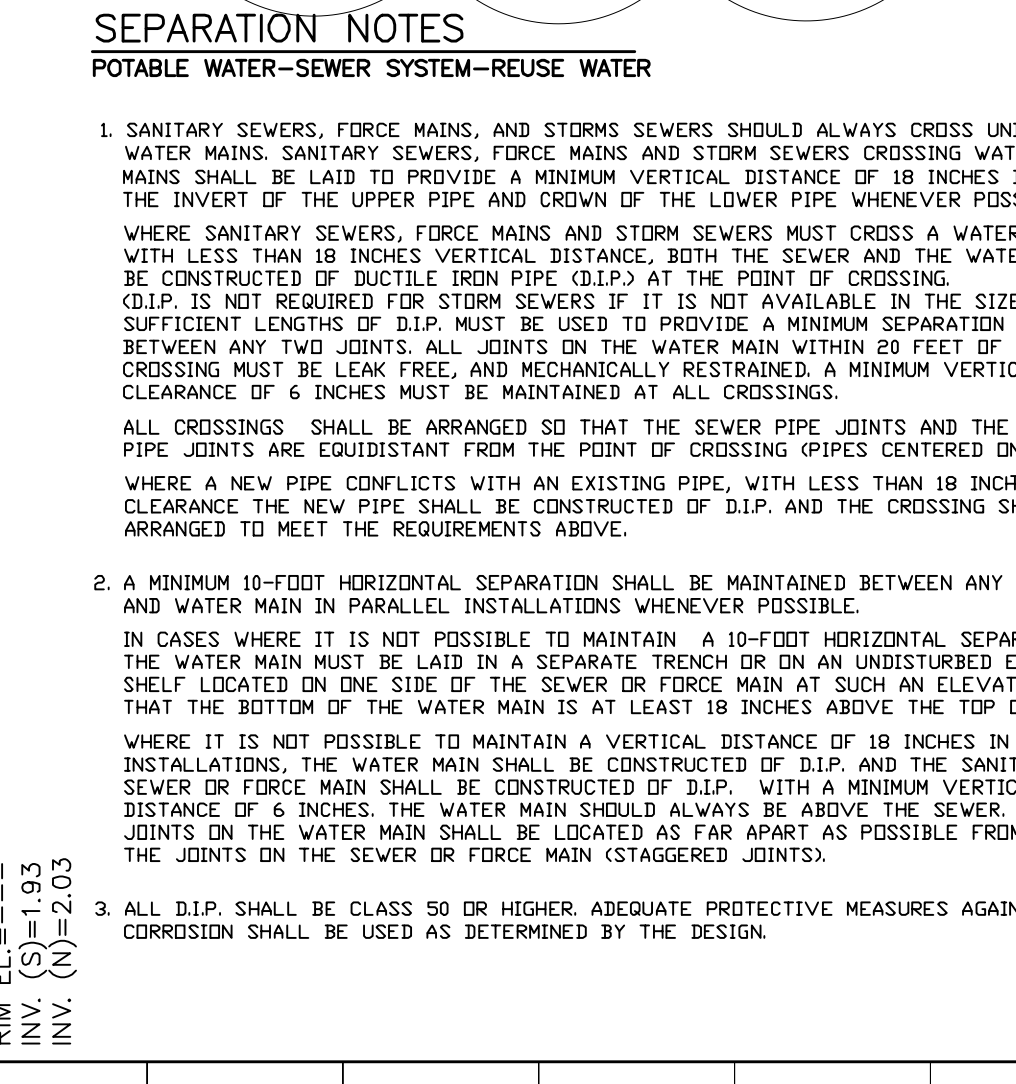 SEPARATION NOTES
POTABLE WATER-SEWER SYSTEM-REUSE WATER
1. SANITARY SEWERS, FORCE MAINS, AND STORMS SEWERS SHOULD ALWAYS CROSS
WATER MAINS. SANITARY SEWERS, FORCE MAINS AND STORM SEWERS CROSSING
MAINS SHALL BE LAID TO PROVIDE A MINIMUM VERTICAL DISTANCE OF 18 INCHES
THE INVERT OF THE UPPER PIPE AND CROWN OF THE LOWER PIPE WHENEVER
WHERE SANITARY SEWERS, FORCE MAINS AND STORM SEWERS MUST CROSS A WATER
WITH LESS THAN 18 INCHES VERTICAL DISTANCE, BOTH THE SEWER AND THE
BE CONSTRUCTED OF DUCTILE IRON PIPE (D.I.P.) AT THE POINT OF CROSSING.
(D.I.P. IS NOT REQUIRED FOR STORM SEWERS IF IT IS NOT AVAILABLE IN THE SIZE
SUFFICIENT LENGTHS OF D.I.P. MUST BE USED TO PROVIDE A MINIMUM SEPARATION
BETWEEN ANY TWO JOINTS. ALL JOINTS ON THE WATER MAIN WITHIN 20 FEET OF
CROSSING MUST BE LEAK FREE, AND MECHANICALLY RESTRAINED. A MINIMUM
CLEARANCE OF 6 INCHES MUST BE MAINTAINED AT ALL CROSSINGS.
ALL CROSSINGS SHALL BE ARRANGED SO THAT THE SEWER PIPE JOINTS AND THE
PIPE JOINTS ARE EQUIDISTANT FROM THE POINT OF CROSSING (PIPES CENTERED
WHERE A NEW PIPE CONFLICTS WITH AN EXISTING PIPE, WITH LESS THAN 18
CLEARANCE THE NEW PIPE SHALL BE CONSTRUCTED OF D.I.P. AND THE CROSSING
ARRANGED TO MEET THE REQUIREMENTS ABOVE.
2. A MINIMUM 10-FOOT HORIZONTAL SEPARATION SHALL BE MAINTAINED BETWEEN ANY
AND WATER MAIN IN PARALLEL INSTALLATIONS WHENEVER POSSIBLE.
IN CASES WHERE IT IS NOT POSSIBLE TO MAINTAIN A 10-FOOT HORIZONTAL
THE WATER MAIN MUST BE LAID IN A SEPARATE TRENCH OR ON AN UNDISTURBED
SHELF LOCATED ON ONE SIDE OF THE SEWER OR FORCE MAIN AT SUCH AN
THAT THE BOTTOM OF THE WATER MAIN IS AT LEAST 18 INCHES ABOVE THE TOP
WHERE IT IS NOT POSSIBLE TO MAINTAIN A VERTICAL DISTANCE OF 18 INCHES IN
INSTALLATIONS, THE WATER MAIN SHALL BE CONSTRUCTED OF D.I.P. AND THE
SEWER OR FORCE MAIN SHALL BE CONSTRUCTED OF D.I.P. WITH A MINIMUM
DISTANCE OF 6 INCHES. THE WATER MAIN SHOULD ALWAYS BE ABOVE THE SEWER.
JOINTS ON THE WATER MAIN SHALL BE LOCATED AS FAR APART AS POSSIBLE FROM
THE JOINTS ON THE SEWER OR FORCE MAIN (STAGGERED JOINTS).
3. ALL D.I.P. SHALL BE CLASS 50 OR HIGHER. ADEQUATE PROTECTIVE MEASURES
CORROSION SHALL BE USED AS DETERMINED BY THE DESIGN.
INV. (S)=1.93
INV. (N)=2.03